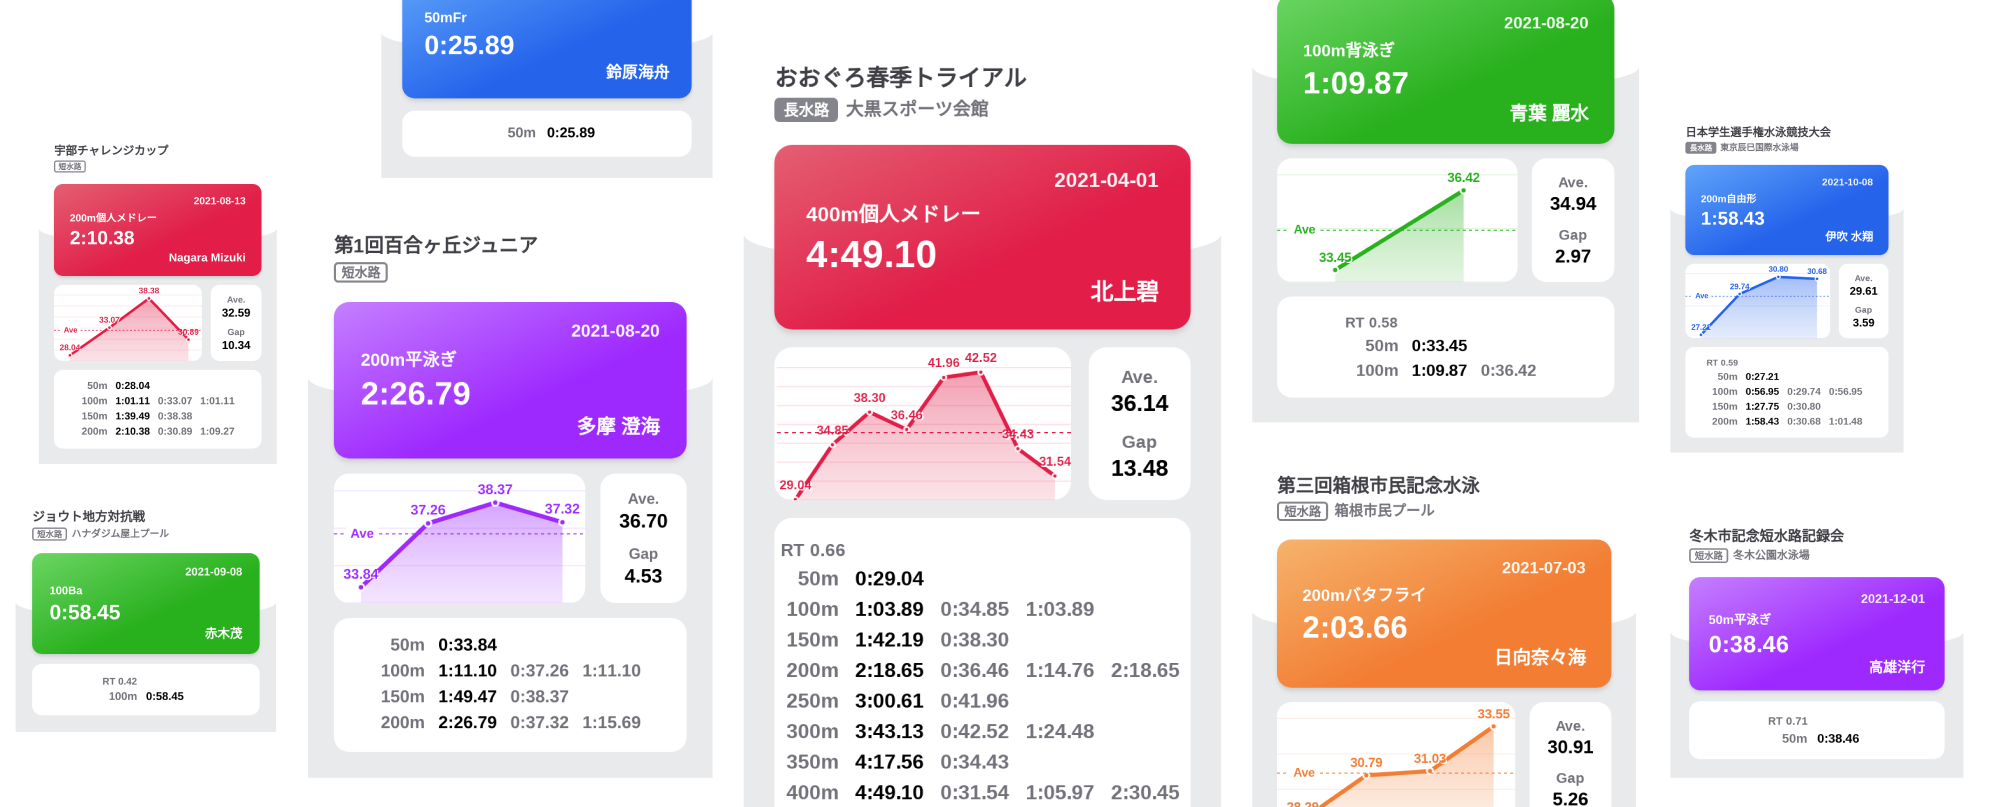 宇部チャレンジカップ
短水路
2021-08-13
200m個人メドレー
2:10.38
Nagara Mizuki
38.38
33.07
Ave
30.89
28.04
Ave.
32.59
Gap
10.34
50m 0:28.04
100m 1:01.11 0:33.07 1:01.11
150m 1:39.49 0:38.38
200m 2:10.38 0:30.89 1:09.27
ジョウト地方対抗戦
短水路 ハナダジム屋上プール
2021-09-08
100Ba
0:58.45
赤木茂
RT 0.42
100m 0:58.45
50mFr
0:25.89
鈴原海舟
50m 0:25.89
第1回百合ヶ丘ジュニア
短水路
2021-08-20
200m平泳ぎ
2:26.79
多摩 澄海
38.37
37.26
37.32
Ave
33.84
Ave.
36.70
Gap
4.53
50m 0:33.84
100m 1:11.10 0:37.26 1:11.10
150m 1:49.47 0:38.37
200m 2:26.79 0:37.32 1:15.69
おおぐろ春季トライアル
長水路 大黒スポーツ会館
2021-04-01
400m個人メドレー
4:49.10
北上碧
41.96 42.52
38.30
36.46
34.85
34.43
31.54
29.04
Ave.
36.14
Gap
13.48
RT 0.66
50m 0:29.04
100m 1:03.89 0:34.85 1:03.89
150m 1:42.19 0:38.30
200m 2:18.65 0:36.46 1:14.76 2:18.65
250m 3:00.61 0:41.96
300m 3:43.13 0:42.52 1:24.48
350m 4:17.56 0:34.43
400m 4:49.10 0:31.54 1:05.97 2:30.45
2021-08-20
100m背泳ぎ
1:09.87
青葉 麗水
36.42
Ave
33.45
Ave.
34.94
Gap
2.97
RT 0.58
50m 0:33.45
100m 1:09.87 0:36.42
第三回箱根市民記念水泳
短水路 箱根市民プール
2021-07-03
200mバタフライ
2:03.66
日向奈々海
33.55
30.79
31.03
Ave
28.29
Ave.
30.91
Gap
5.26
日本学生選手権水泳競技大会
長水路 東京辰巳国際水泳場
2021-10-08
200m自由形
1:58.43
伊吹 水翔
30.80
30.68
29.74
Ave
27.21
Ave.
29.61
Gap
3.59
RT 0.59
50m 0:27.21
100m 0:56.95 0:29.74 0:56.95
150m 1:27.75 0:30.80
200m 1:58.43 0:30.68 1:01.48
冬木市記念短水路記録会
短水路 冬木公園水泳場
2021-12-01
50m平泳ぎ
0:38.46
高雄洋行
RT 0.71
50m 0:38.46